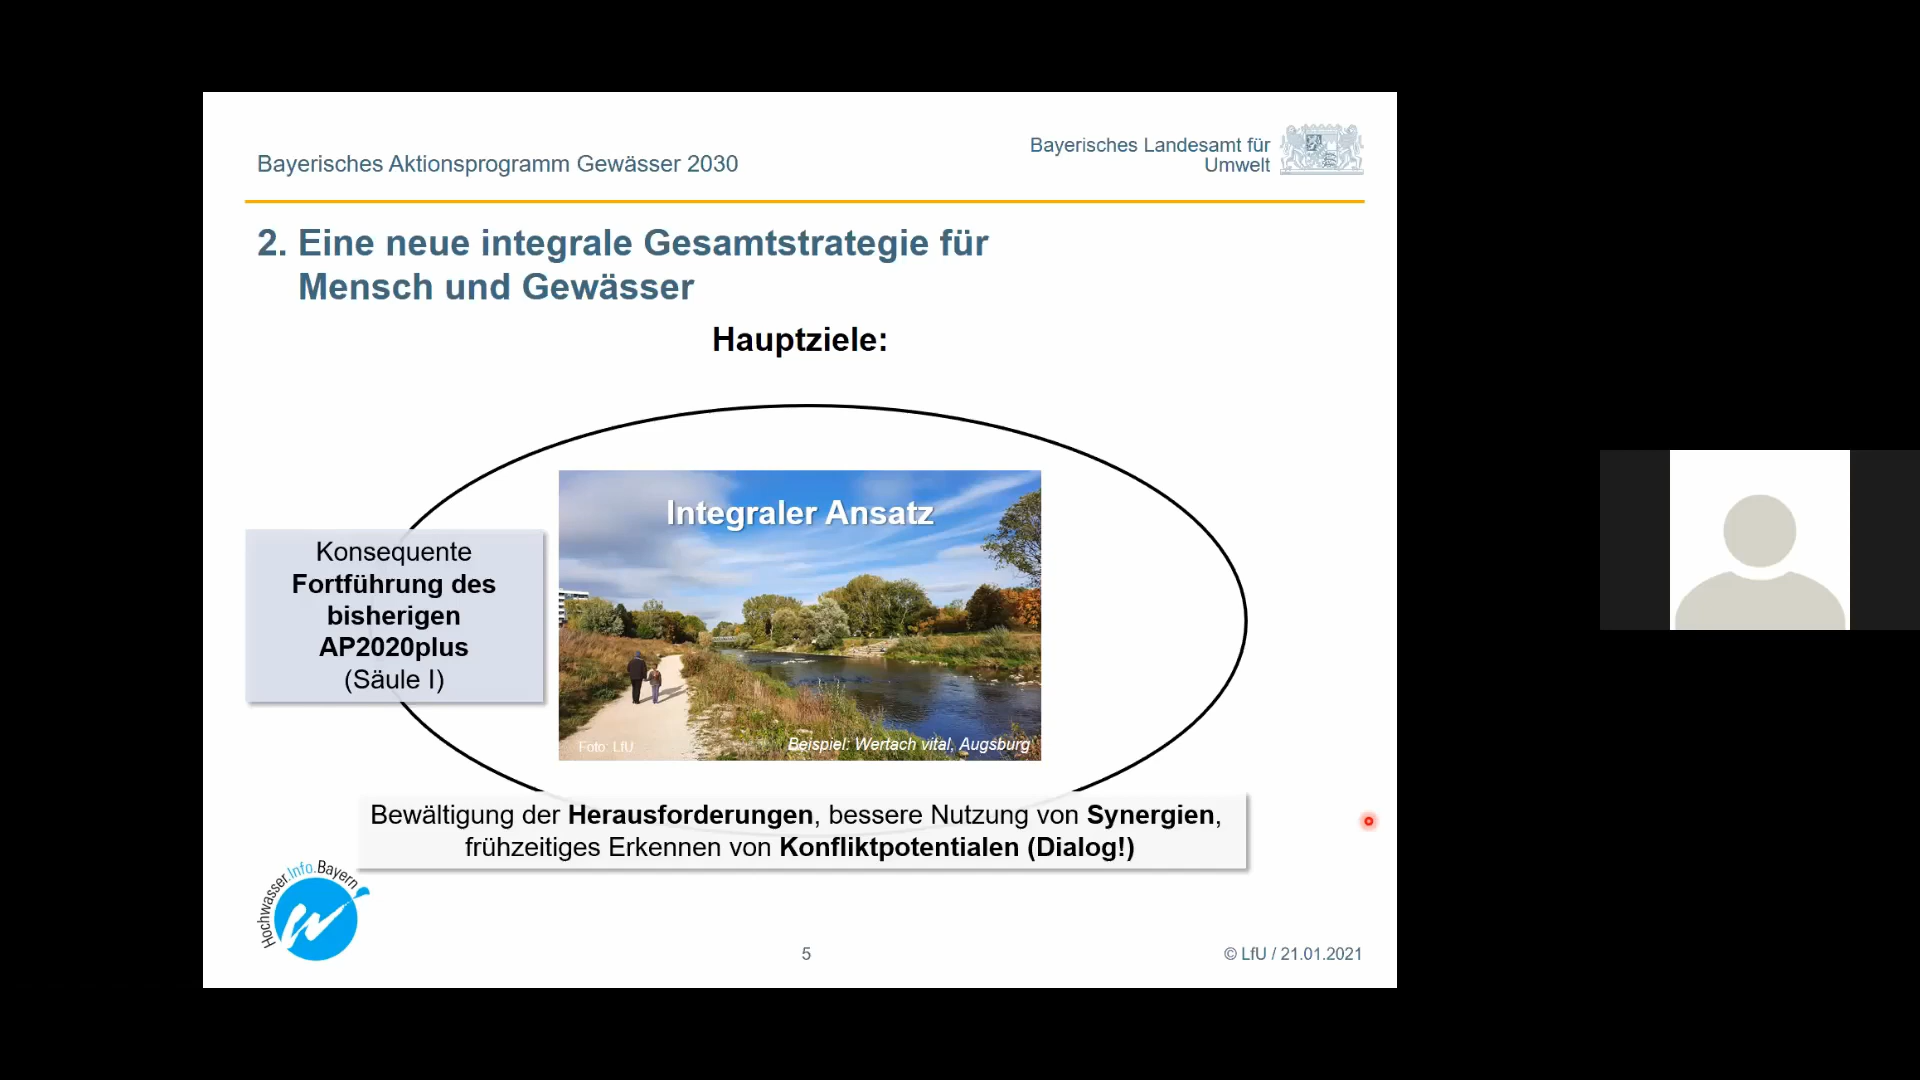 Bayerisches Aktionsprogramm Gewässer 2030
Bayerisches Landesamt für
Umwelt
2. Eine neue integrale Gesamtstrategie für
Mensch und Gewässer
Hauptziele:
Integraler Ansatz
Konsequente
Fortführung des
bisherigen
AP2020plus
(Säule I)
Foto: LfU
Beispiel: Wertach vital, Augsburg
Bewältigung der Herausforderungen, bessere Nutzung von Synergien,
frühzeitiges Erkennen von Konfliktpotentialen (Dialog!)
Hochwasser.Info.Bayern
5
© LfU / 21.01.2021